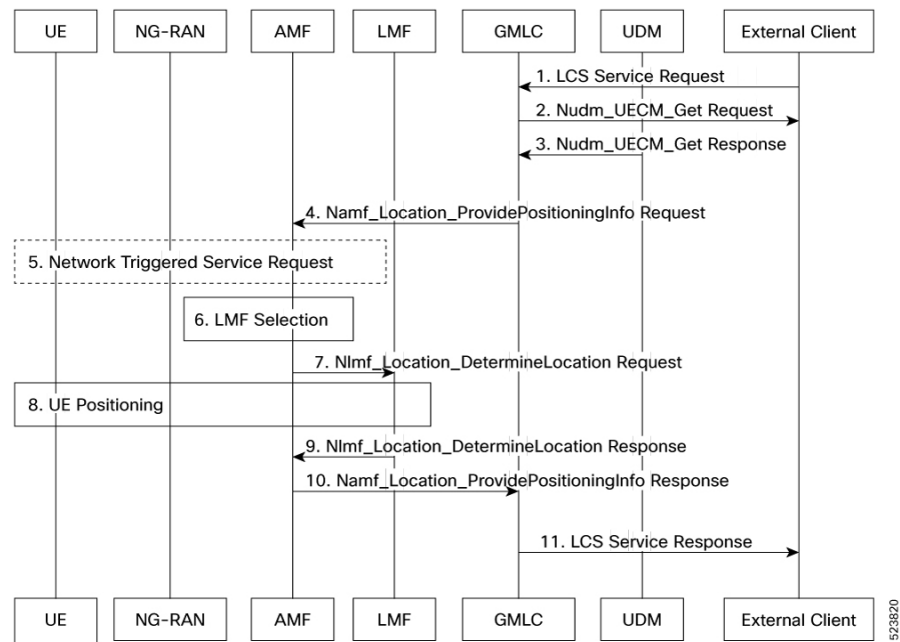 UE NG-RAN AMF LMF GMLC UDM External Client
1. LCS Service Request
2. Nudm_UECM_Get Request
3. Nudm_UECM_Get Response
4. Namf_Location_ProvidePositioningInfo Request
5. Network Triggered Service Request
6. LMF Selection
7. Nlmf_Location_DetermineLocation Request
8. UE Positioning
9. Nlmf_Location_DetermineLocation Response
10. Namf_Location_ProvidePositioningInfo Response
11. LCS Service Response
UE NG-RAN AMF LMF GMLC UDM External Client
523820